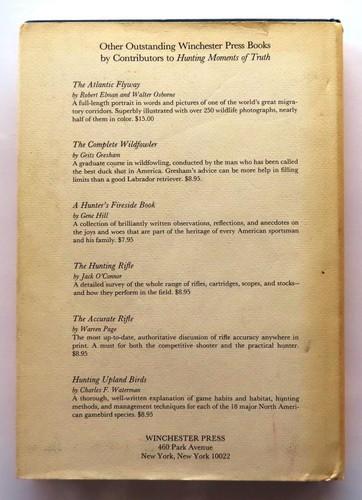 Other Outstanding Winchester Press Books
by Contributors to Hunting Moments of Truth
The Atlantic Flyway
by Robert Elman and Walter Osborne
A full-length portrait in words and pictures of one of the world's great migra-
tory corridors. Superbly illustrated with over 250 wildlife photographs, nearly
half of them in color. $15.00
The Complete Wildfowler
by Grits Gresham
A graduate course in wildfowling, conducted by the man who has been called
the best duck shot in America. Gresham's advice can be more help in filling
limits than a good Labrador retriever. $8.95.
A Hunter's Fireside Book
by Gene Hill
A collection of brilliantly written observations, reflections, and anecdotes on
the joys and woes that are part of the heritage of every American sportsman
and his family. $7.95
The Hunting Rifle
by Jack O'Connor
A detailed survey of the whole range of rifles, cartridges, scopes, and stocks—
and how they perform in the field. $8.95
The Accurate Rifle
by Warren Page
The most up-to-date, authoritative discussion of rifle accuracy anywhere in
print. A must for both the competitive shooter and the practical hunter.
$8.95
Hunting Upland Birds
by Charles F. Waterman
A thorough, well-written explanation of game habits and habitat, hunting
methods, and management techniques for each of the 18 major North Ameri-
can gamebird species. $8.95
WINCHESTER PRESS
460 Park Avenue
New York, New York 10022